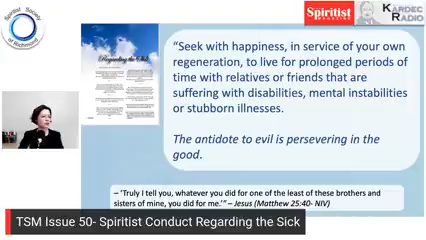 Spiritist Society
of Richmond
Spiritist
MAGAZINE
KARDEC
RADIO
Regarding the Sick
“Seek with happiness, in service of your own
regeneration, to live for prolonged periods of
time with relatives or friends that are
suffering with disabilities, mental instabilities
or stubborn illnesses.
The antidote to evil is persevering in the
good.
– ‘Truly I tell you, whatever you did for one of the least of these brothers and
sisters of mine, you did for me.’” – Jesus (Matthew 25:40- NIV)
TSM Issue 50- Spiritist Conduct Regarding the Sick